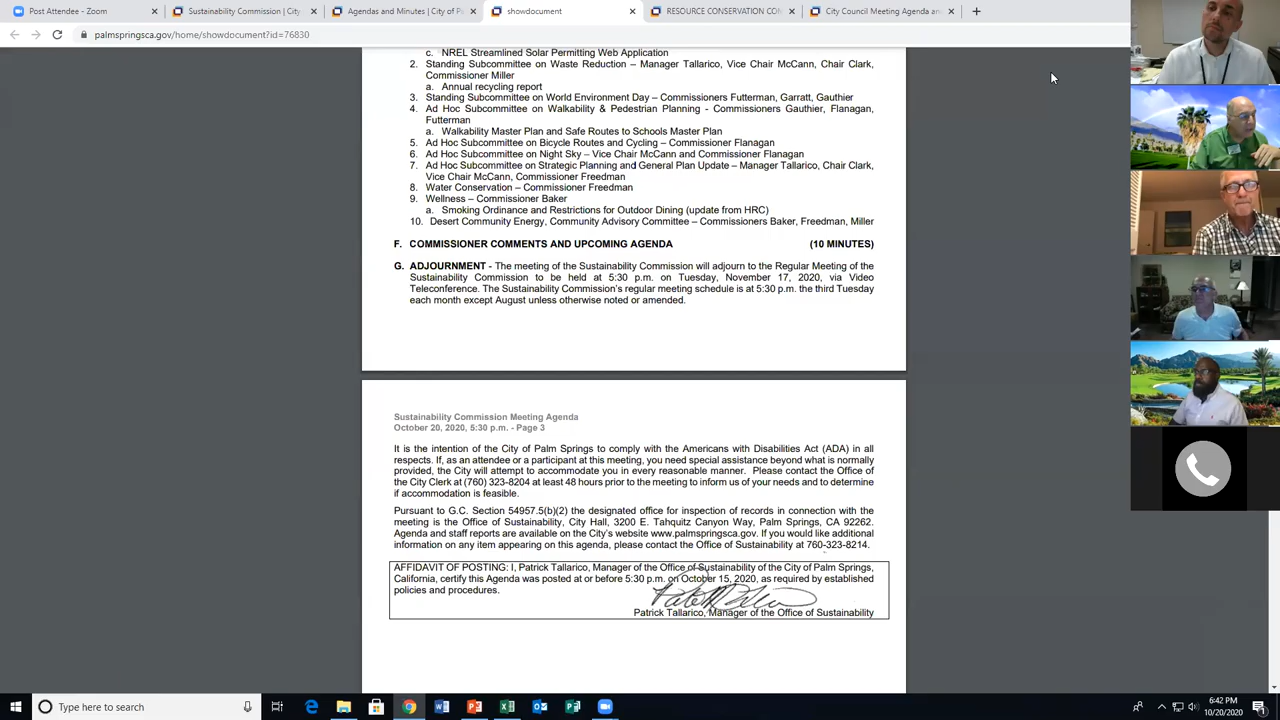 Post Attendee - Zoom
Sustainability Commission | City
Agendas and Minutes | City of P
showdocument
RESOURCE CONSERVATION COM
City Council Meeting Agenda an
palmspringsca.gov/home/showdocument?id=76830
c. NREL Streamlined Solar Permitting Web Application
2. Standing Subcommittee on Waste Reduction – Manager Tallarico, Vice Chair McCann, Chair Clark,
Commissioner Miller
a. Annual recycling report
3. Standing Subcommittee on World Environment Day – Commissioners Futterman, Garratt, Gauthier
4. Ad Hoc Subcommittee on Walkability & Pedestrian Planning - Commissioners Gauthier, Flanagan,
Futterman
a. Walkability Master Plan and Safe Routes to Schools Master Plan
5. Ad Hoc Subcommittee on Bicycle Routes and Cycling – Commissioner Flanagan
6. Ad Hoc Subcommittee on Night Sky – Vice Chair McCann and Commissioner Flanagan
7. Ad Hoc Subcommittee on Strategic Planning and General Plan Update – Manager Tallarico, Chair Clark,
Vice Chair McCann, Commissioner Freedman
8. Water Conservation – Commissioner Freedman
9. Wellness – Commissioner Baker
a. Smoking Ordinance and Restrictions for Outdoor Dining (update from HRC)
10. Desert Community Energy, Community Advisory Committee – Commissioners Baker, Freedman, Miller
F. COMMISSIONER COMMENTS AND UPCOMING AGENDA (10 MINUTES)
G. ADJOURNMENT - The meeting of the Sustainability Commission will adjourn to the Regular Meeting of the
Sustainability Commission to be held at 5:30 p.m. on Tuesday, November 17, 2020, via Video
Teleconference. The Sustainability Commission's regular meeting schedule is at 5:30 p.m. the third Tuesday
each month except August unless otherwise noted or amended.
Sustainability Commission Meeting Agenda
October 20, 2020, 5:30 p.m. - Page 3
It is the intention of the City of Palm Springs to comply with the Americans with Disabilities Act (ADA) in all
respects. If, as an attendee or a participant at this meeting, you need special assistance beyond what is normally
provided, the City will attempt to accommodate you in every reasonable manner. Please contact the Office of
the City Clerk at (760) 323-8204 at least 48 hours prior to the meeting to inform us of your needs and to determine
if accommodation is feasible.
Pursuant to G.C. Section 54957.5(b)(2) the designated office for inspection of records in connection with the
meeting is the Office of Sustainability, City Hall, 3200 E. Tahquitz Canyon Way, Palm Springs, CA 92262.
Agenda and staff reports are available on the City's website www.palmspringsca.gov. If you would like additional
information on any item appearing on this agenda, please contact the Office of Sustainability at 760-323-8214.
AFFIDAVIT OF POSTING: I, Patrick Tallarico, Manager of the Office of Sustainability of the City of Palm Springs,
California, certify this Agenda was posted at or before 5:30 p.m. on October 15, 2020, as required by established
policies and procedures.
Patrick Tallarico, Manager of the Office of Sustainability
Type here to search
6:42 PM
10/20/2020